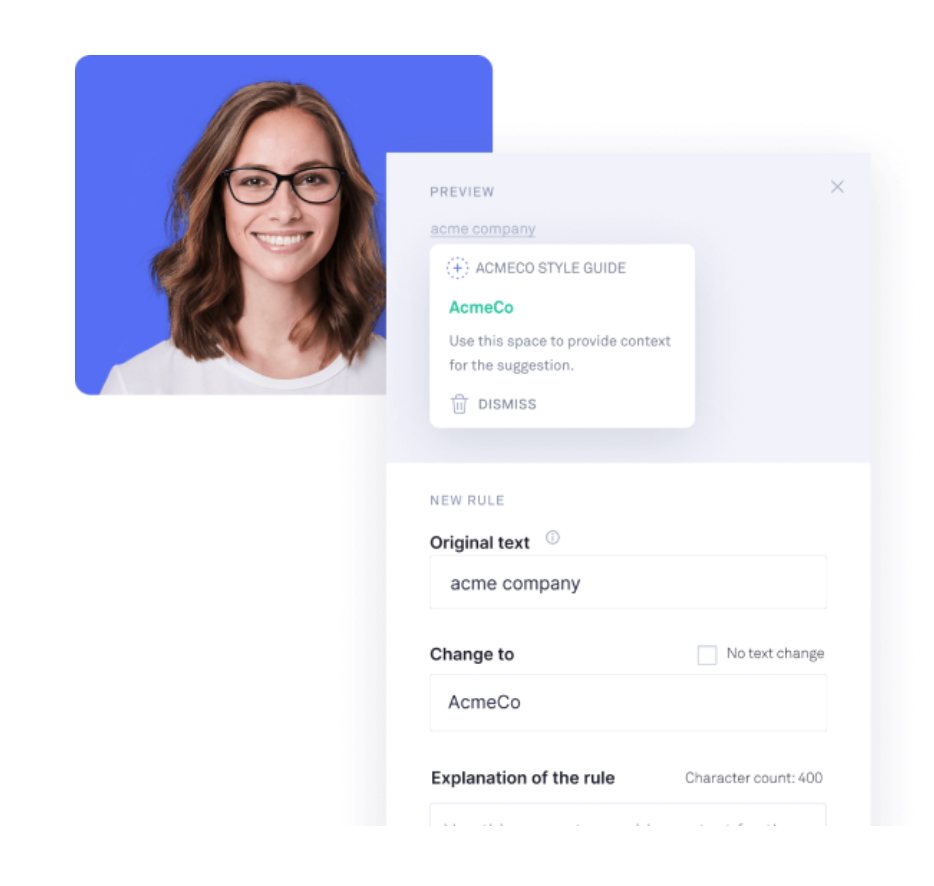 PREVIEW
acme company
ACMECO STYLE GUIDE
AcmeCo
Use this space to provide context
for the suggestion.
DISMISS
NEW RULE
Original text
acme company
Change to
No text change
AcmeCo
Explanation of the rule
Character count: 400